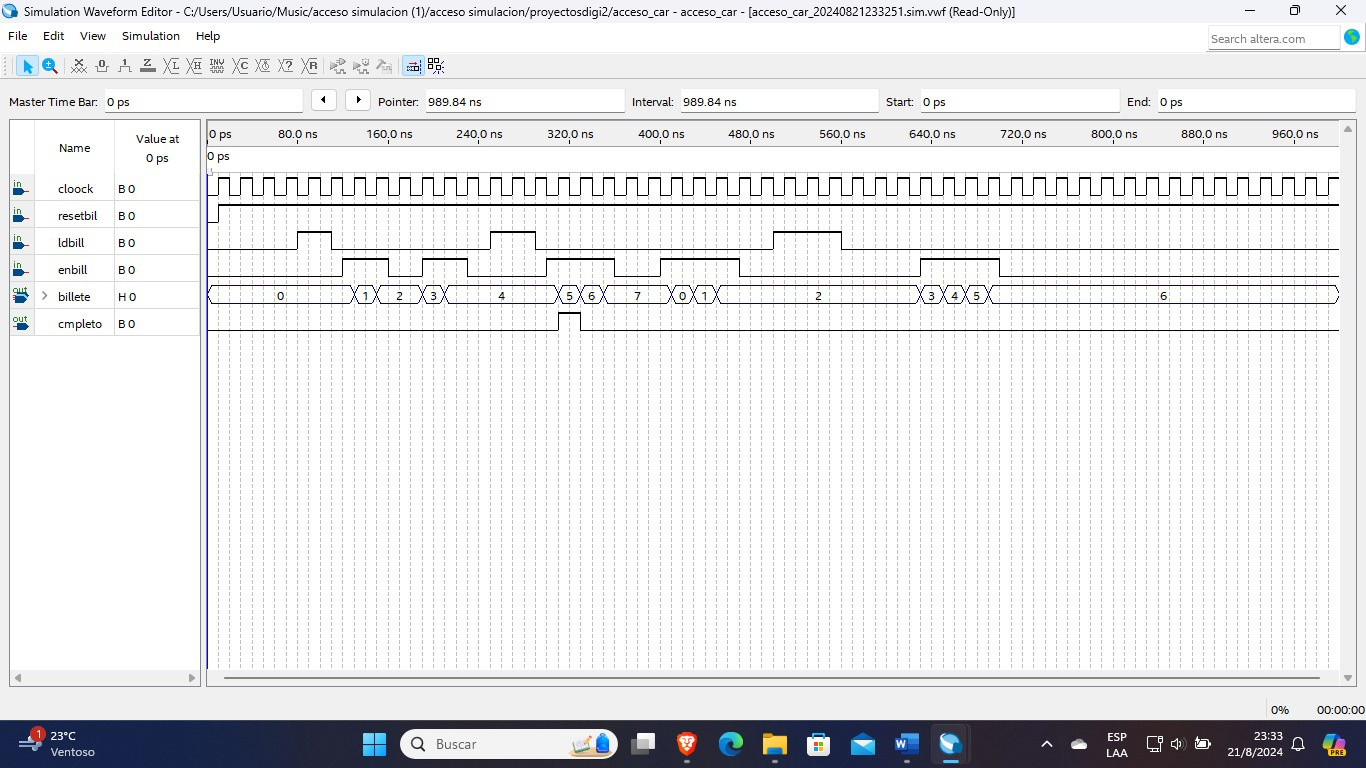 Simulation Waveform Editor - C:/Users/Usuario/Music/acceso simulacion (1)/aceso simulacion/proyectosdigi2/acceso_car - acceso_car - [acceso_car_20240821233251.sim.vwf (Read-Only)]
File Edit View Simulation Help
Search altera.com
Master Time Bar: 0 ps Pointer: 989.84 ns Interval: 989.84 ns Start: 0 ps End: 0 ps
Name Value at 0 ps
0 ps 80.0 ns 160.0 ns 240.0 ns 320.0 ns 400.0 ns 480.0 ns 560.0 ns 640.0 ns 720.0 ns 800.0 ns 880.0 ns 960.0 ns
0 ps
in cloock B 0
in resetbil B 0
in ldbill B 0
in enbill B 0
out billete H 0 0 1 2 3 4 5 6 7 0 1 2 3 4 5 6
out cmpleto B 0
0% 00:00:00
1 23°C
Ventoso
Buscar
ESP
LAA
23:33
21/8/2024
PRE